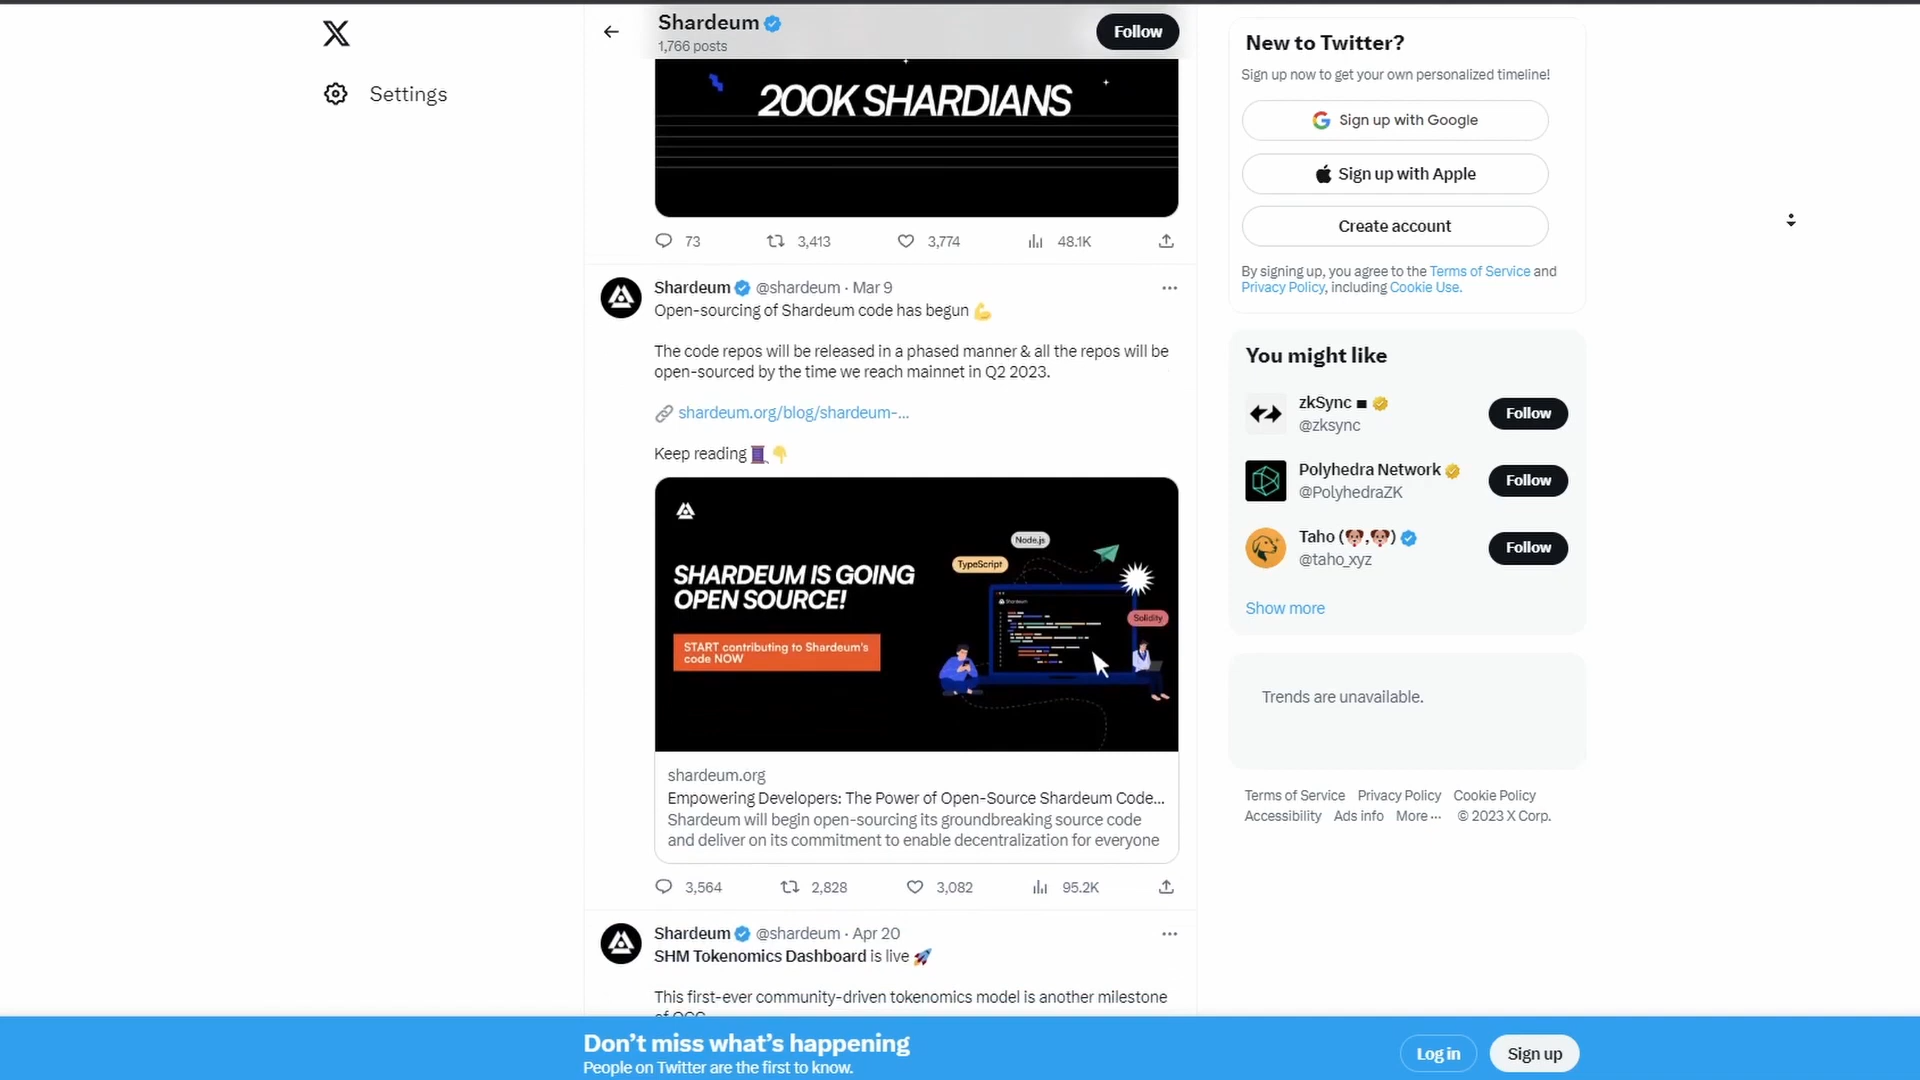 Settings
Shardeum
1,766 posts
Follow
200K SHARDIANS
73 3,413 3,774 48.1K
Shardeum @shardeum · Mar 9
Open-sourcing of Shardeum code has begun 💪
The code repos will be released in a phased manner & all the repos will be
open-sourced by the time we reach mainnet in Q2 2023.
🔗 shardeum.org/blog/shardeum-...
Keep reading 🧵👇
Node.js
TypeScript
SHARDEUM IS GOING
OPEN SOURCE!
Shardeum
Solidity
START contributing to Shardeum's
code NOW
shardeum.org
Empowering Developers: The Power of Open-Source Shardeum Code...
Shardeum will begin open-sourcing its groundbreaking source code
and deliver on its commitment to enable decentralization for everyone
3,564 2,828 3,082 95.2K
Shardeum @shardeum · Apr 20
SHM Tokenomics Dashboard is live 🚀
This first-ever community-driven tokenomics model is another milestone
New to Twitter?
Sign up now to get your own personalized timeline!
Sign up with Google
Sign up with Apple
Create account
By signing up, you agree to the Terms of Service and
Privacy Policy, including Cookie Use.
You might like
zkSync
@zksync
Follow
Polyhedra Network
@PolyhedraZK
Follow
Taho (🐶,🐶)
@taho_xyz
Follow
Show more
Trends are unavailable.
Terms of Service Privacy Policy Cookie Policy
Accessibility Ads info More ··· © 2023 X Corp.
Don't miss what's happening
People on Twitter are the first to know.
Log in
Sign up